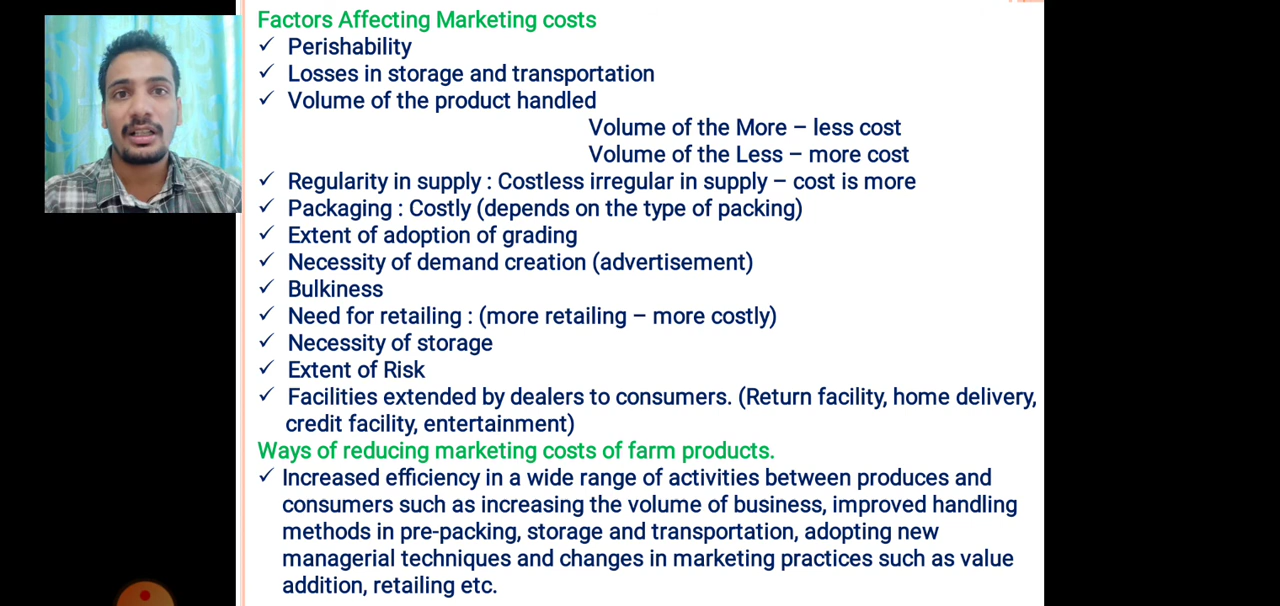 Factors Affecting Marketing costs
✓ Perishability
✓ Losses in storage and transportation
✓ Volume of the product handled
Volume of the More – less cost
Volume of the Less – more cost
✓ Regularity in supply : Costless irregular in supply – cost is more
✓ Packaging : Costly (depends on the type of packing)
✓ Extent of adoption of grading
✓ Necessity of demand creation (advertisement)
✓ Bulkiness
✓ Need for retailing : (more retailing – more costly)
✓ Necessity of storage
✓ Extent of Risk
✓ Facilities extended by dealers to consumers. (Return facility, home delivery,
credit facility, entertainment)
Ways of reducing marketing costs of farm products.
✓ Increased efficiency in a wide range of activities between produces and
consumers such as increasing the volume of business, improved handling
methods in pre-packing, storage and transportation, adopting new
managerial techniques and changes in marketing practices such as value
addition, retailing etc.